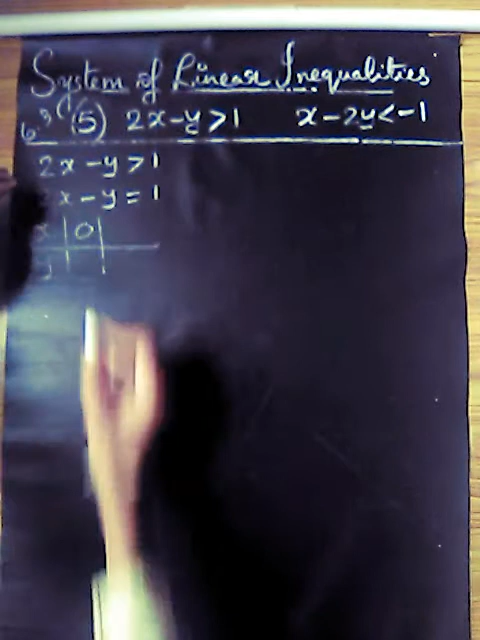 System of Linear Inequalities
6.3 (5) 2x-y>1 x-2y<-1
2x-y>1
x-y=1
x 0
y